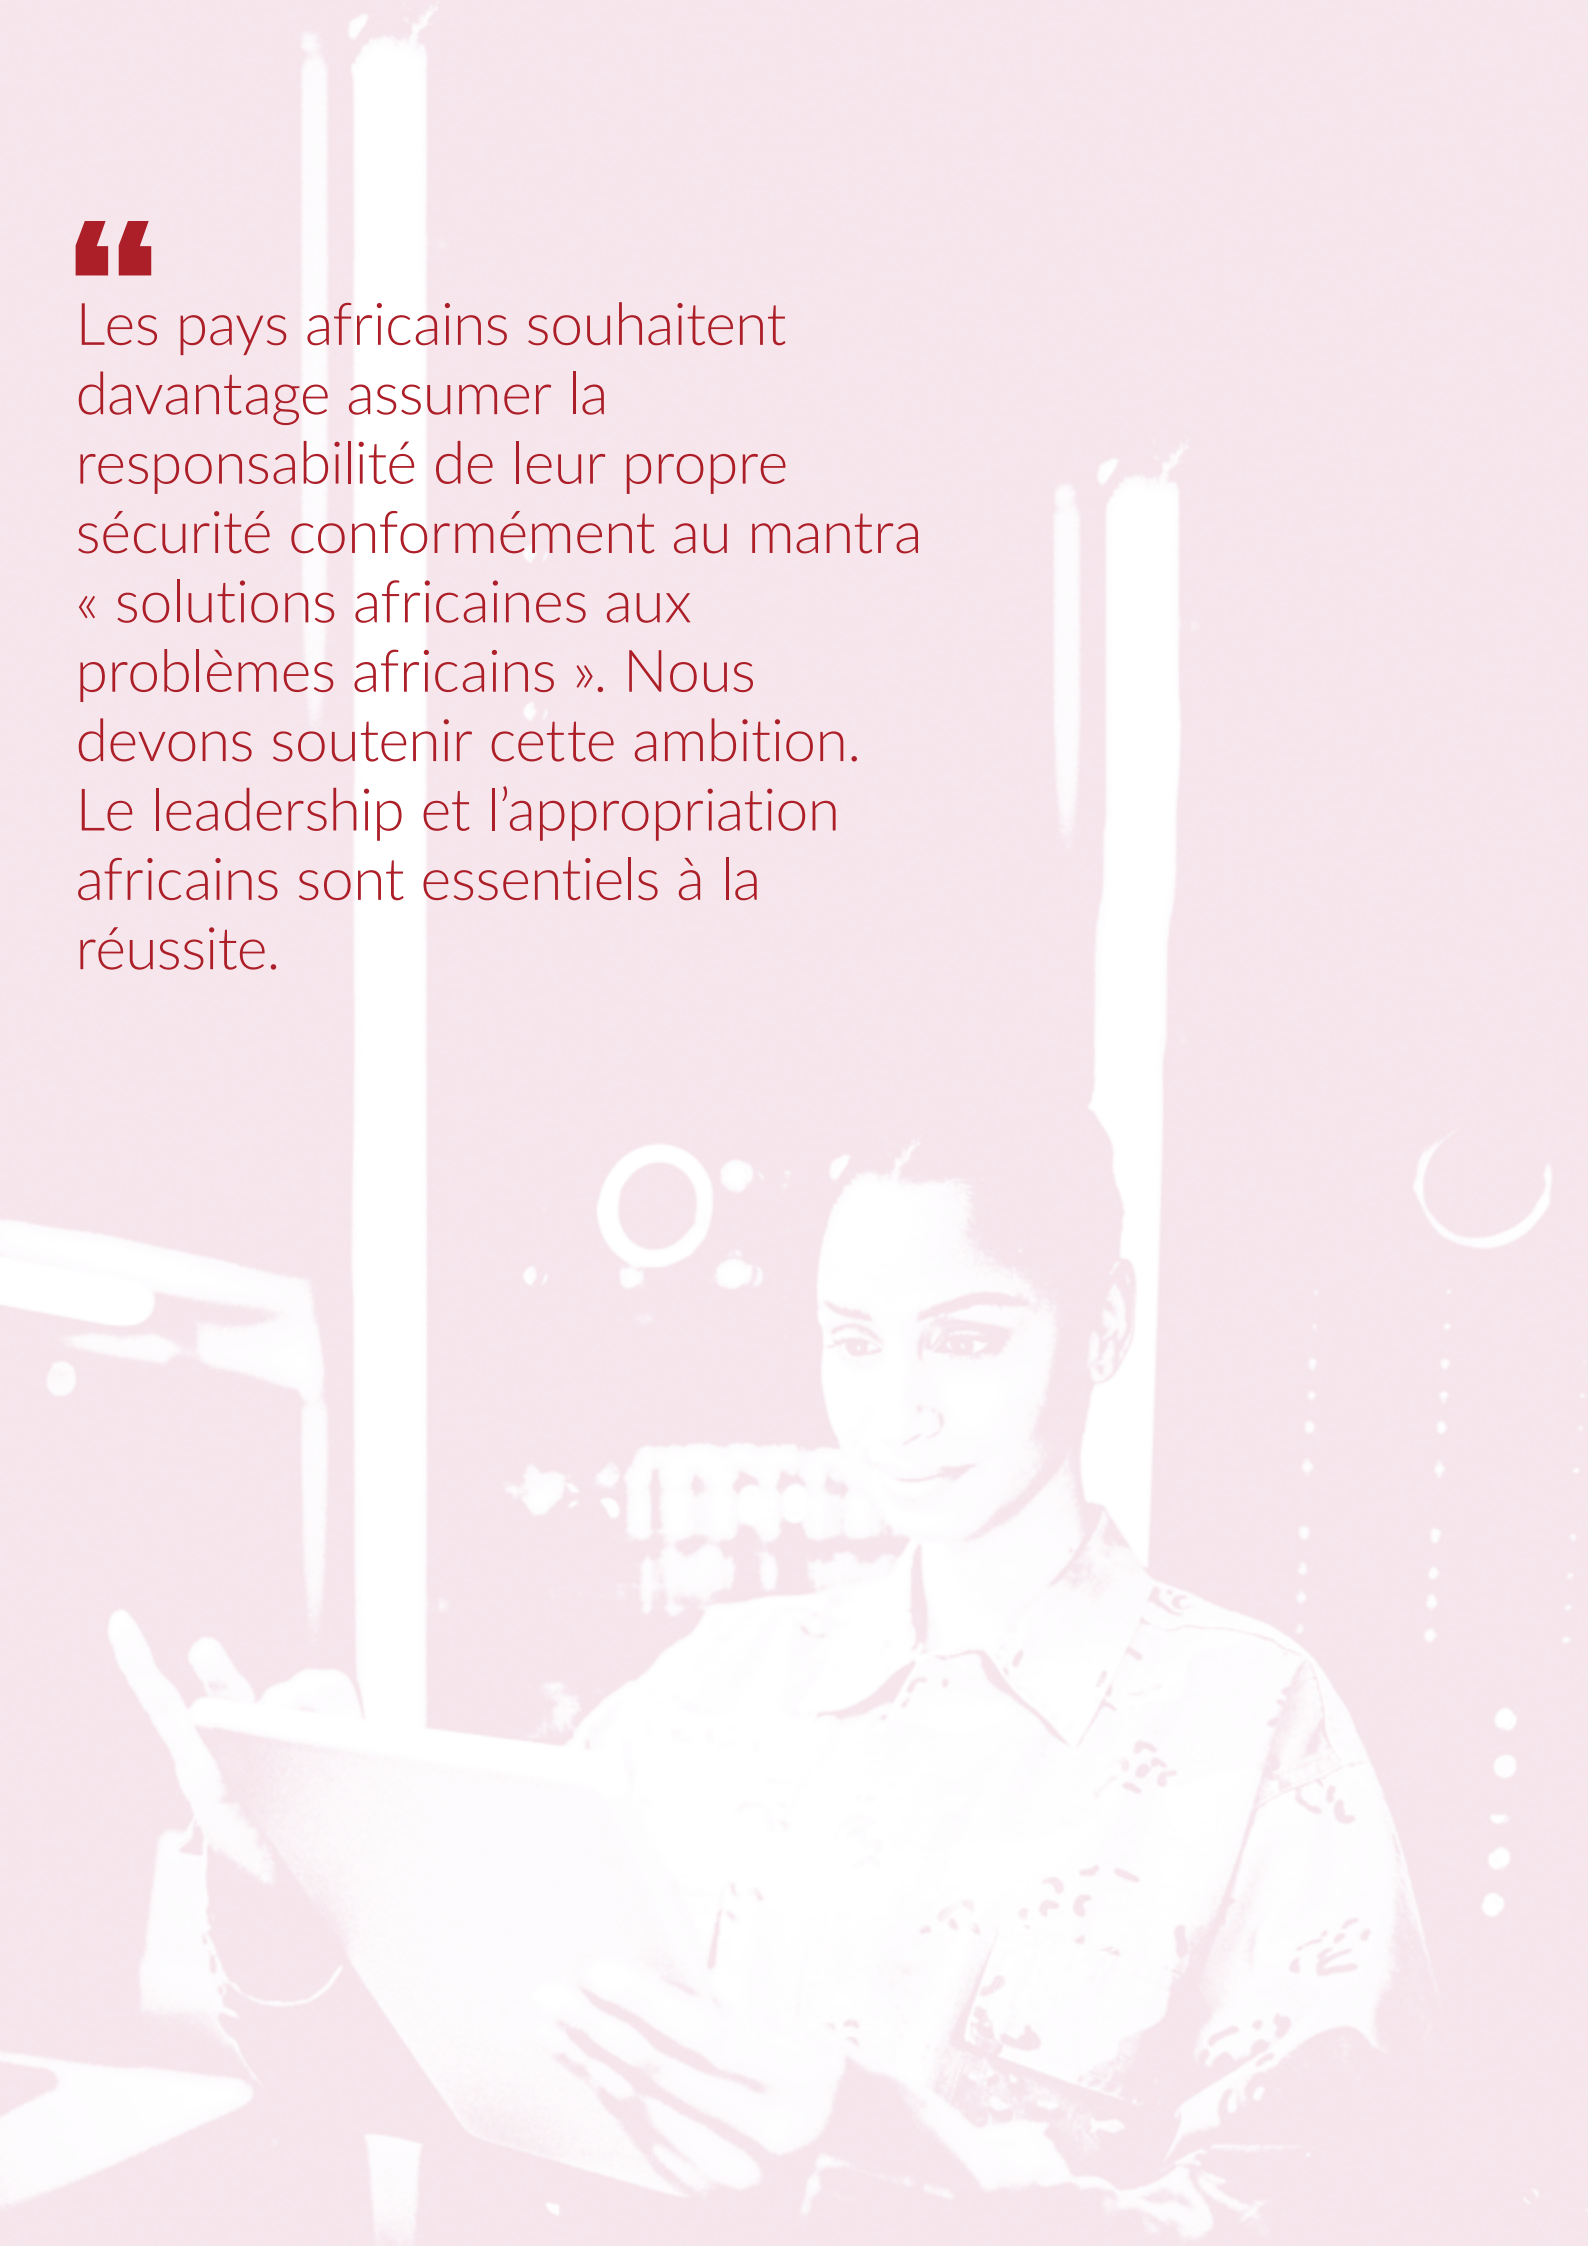 “
Les pays africains souhaitent
davantage assumer la
responsabilité de leur propre
sécurité conformément au mantra
« solutions africaines aux
problèmes africains ». Nous
devons soutenir cette ambition.
Le leadership et l’appropriation
africains sont essentiels à la
réussite.